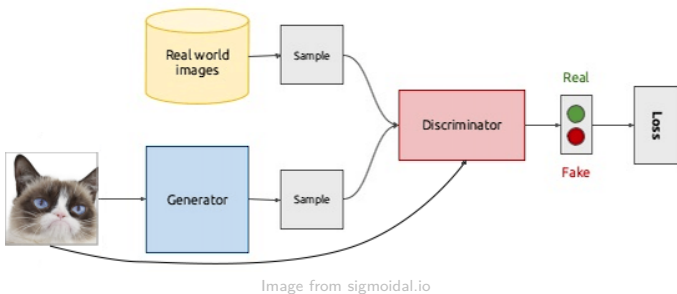 Real world
images
Sample
Real
Discriminator
Loss
Fake
Generator
Sample
Image from sigmoidal.io